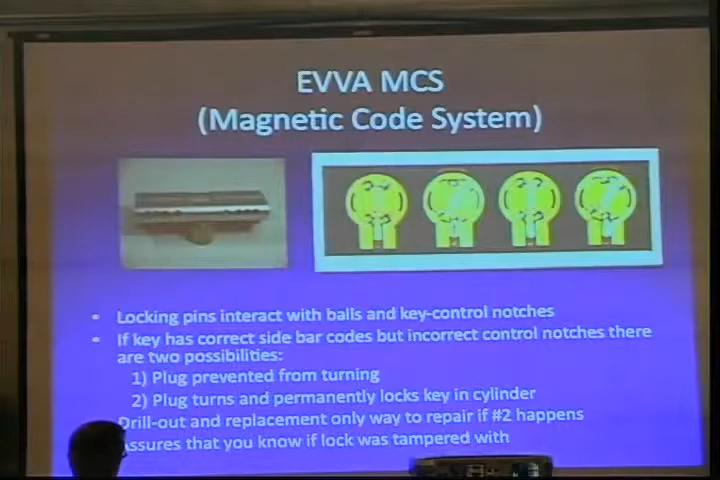 EVVA MCS
(Magnetic Code System)
Locking pins interact with balls and key-control notches
If key has correct side bar codes but incorrect control notches there
are two possibilities:
1) Plug prevented from turning
2) Plug turns and permanently locks key in cylinder
Drill-out and replacement only way to repair if #2 happens
Assures that you know if lock was tampered with